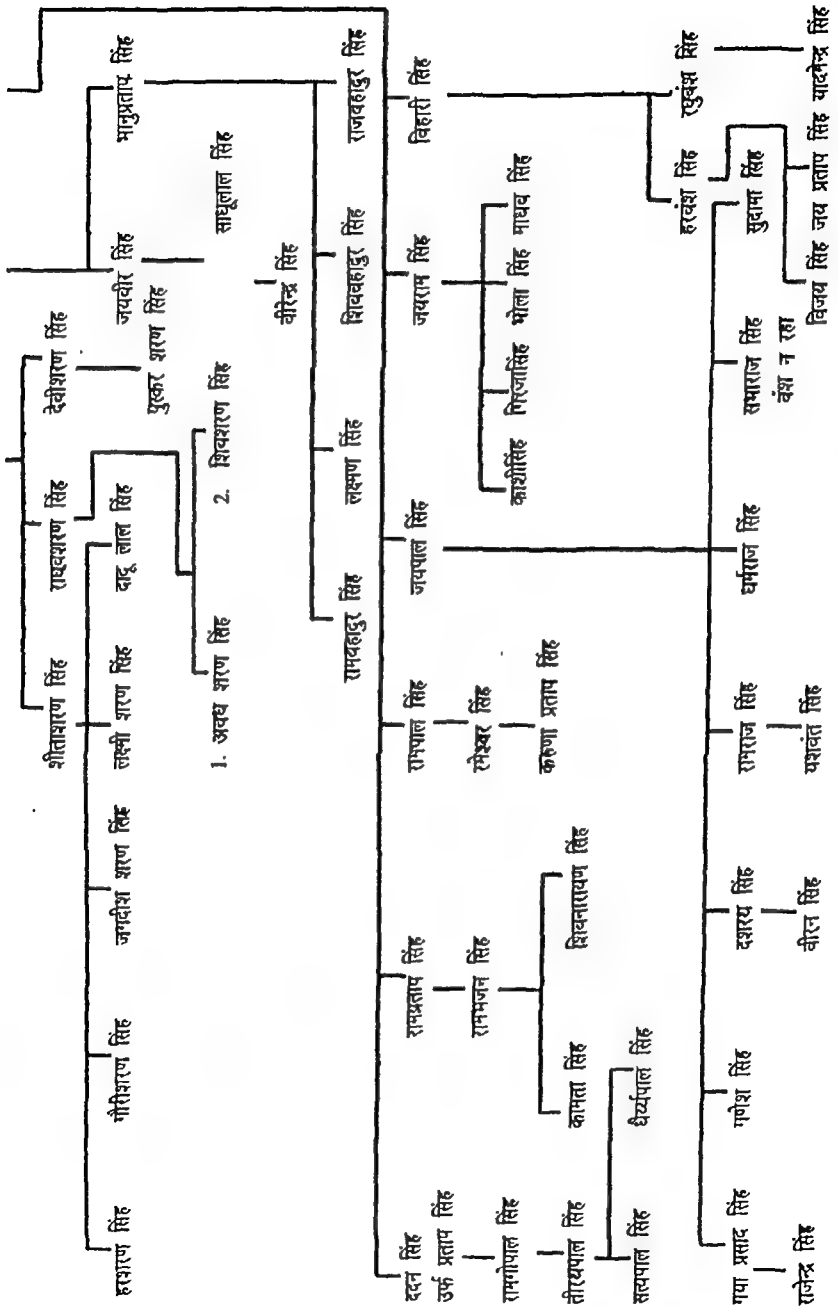 भानुप्रताप सिंह
जयवीर सिंह
देवीशरण सिंह
राघवशरण सिंह
शीताशरण सिंह
पुस्कर शरण सिंह
साधूलाल सिंह
दादू लाल सिंह
लक्ष्मी शरण सिंह
जगदीश शरण सिंह
गौरीशरण सिंह
हरशरण सिंह
1. अवध शरण सिंह
2. शिवशरण सिंह
वीरेन्द्र सिंह
रामबहादुर सिंह
लक्ष्मण सिंह
शिवबहादुर सिंह
राजबहादुर सिंह
ददन सिंह
उर्फ प्रताप सिंह
रामप्रताप सिंह
रामपाल सिंह
जयपाल सिंह
जयराम सिंह
विहारी सिंह
रामगोपाल सिंह
रामभजन सिंह
रमेश्वर सिंह
काशीसिंह
गिरजासिंह
भोला सिंह
माधव सिंह
तीरथपाल सिंह
कामता सिंह
शिवनारायण सिंह
करूणा प्रताप सिंह
सत्यपाल सिंह
धैर्य्यपाल सिंह
हरवंश सिंह
रघुवंश सिंह
गया प्रसाद सिंह
गणेश सिंह
दशरथ सिंह
रामराज सिंह
धर्मराज सिंह
सभाराज सिंह
वंश न रहा
सुदामा सिंह
राजेन्द्र सिंह
वीरन सिंह
यशवंत सिंह
विजय सिंह
जय प्रताप सिंह
यादमेन्द्र सिंह